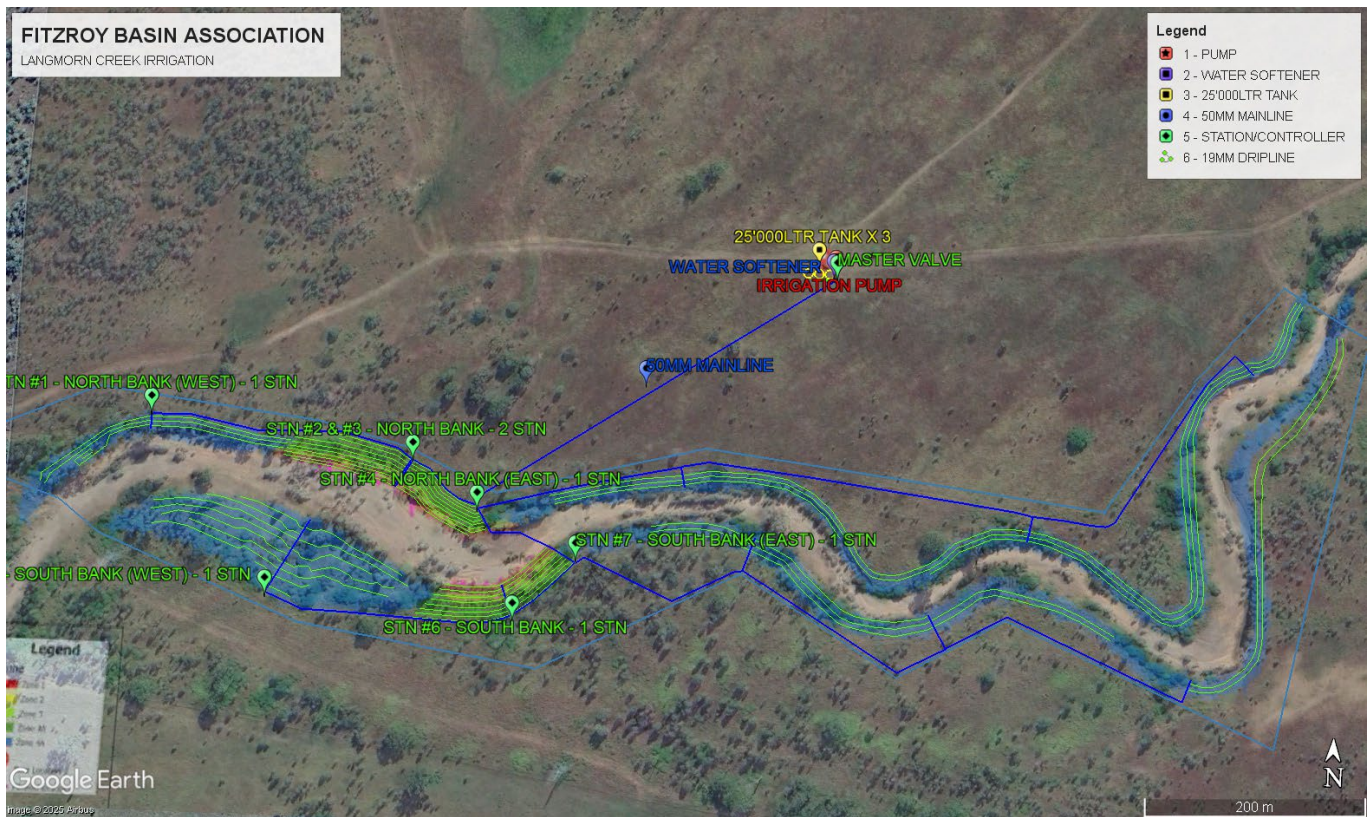 FITZROY BASIN ASSOCIATION
LANGMORN CREEK IRRIGATION
Legend
1 - PUMP
2 - WATER SOFTENER
3 - 25'000LTR TANK
4 - 50MM MAINLINE
5 - STATION/CONTROLLER
6 - 19MM DRIPLINE
25'000LTR TANK X 3
WATER SOFTENER
MASTER VALVE
IRRIGATION PUMP
50MM MAINLINE
TN #1 - NORTH BANK (WEST) - 1 STN
STN #2 & #3 - NORTH BANK - 2 STN
STN #4 - NORTH BANK (EAST) - 1 STN
STN #7 - SOUTH BANK (EAST) - 1 STN
- SOUTH BANK (WEST) - 1 STN
STN #6 - SOUTH BANK - 1 STN
Legend
Google Earth
Image © 2025 Airbus
N
200 m